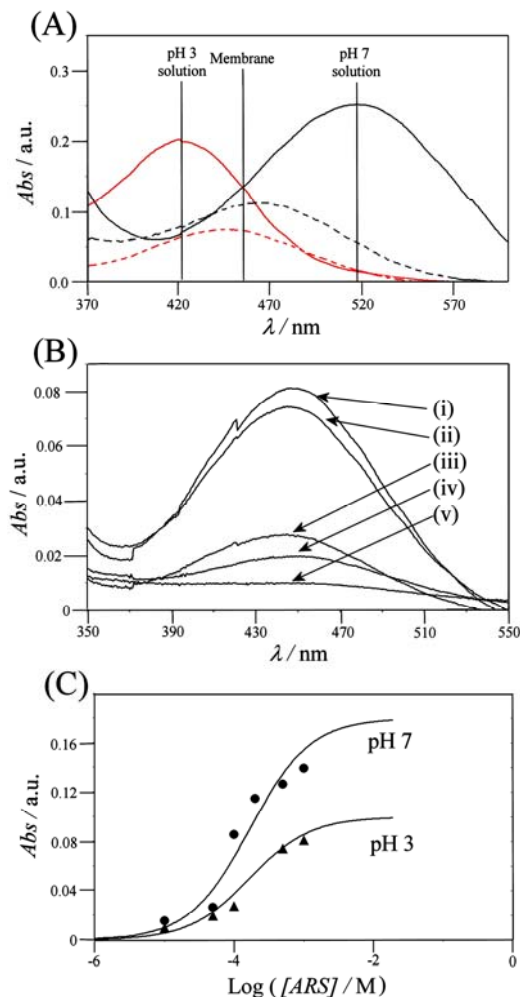 (A)
pH 3
solution
Membrane
pH 7
solution
0.3
0.2
0.1
0.0
Abs / a.u.
370
420
470
520
570
λ / nm
(B)
0.08
0.06
0.04
0.02
0
Abs / a.u.
(i)
(ii)
(iii)
(iv)
(v)
350
390
430
470
510
550
λ / nm
(C)
0.16
0.12
0.08
0.04
0
Abs / a.u.
pH 7
pH 3
-6
-4
-2
0
Log ([ARS] / M)